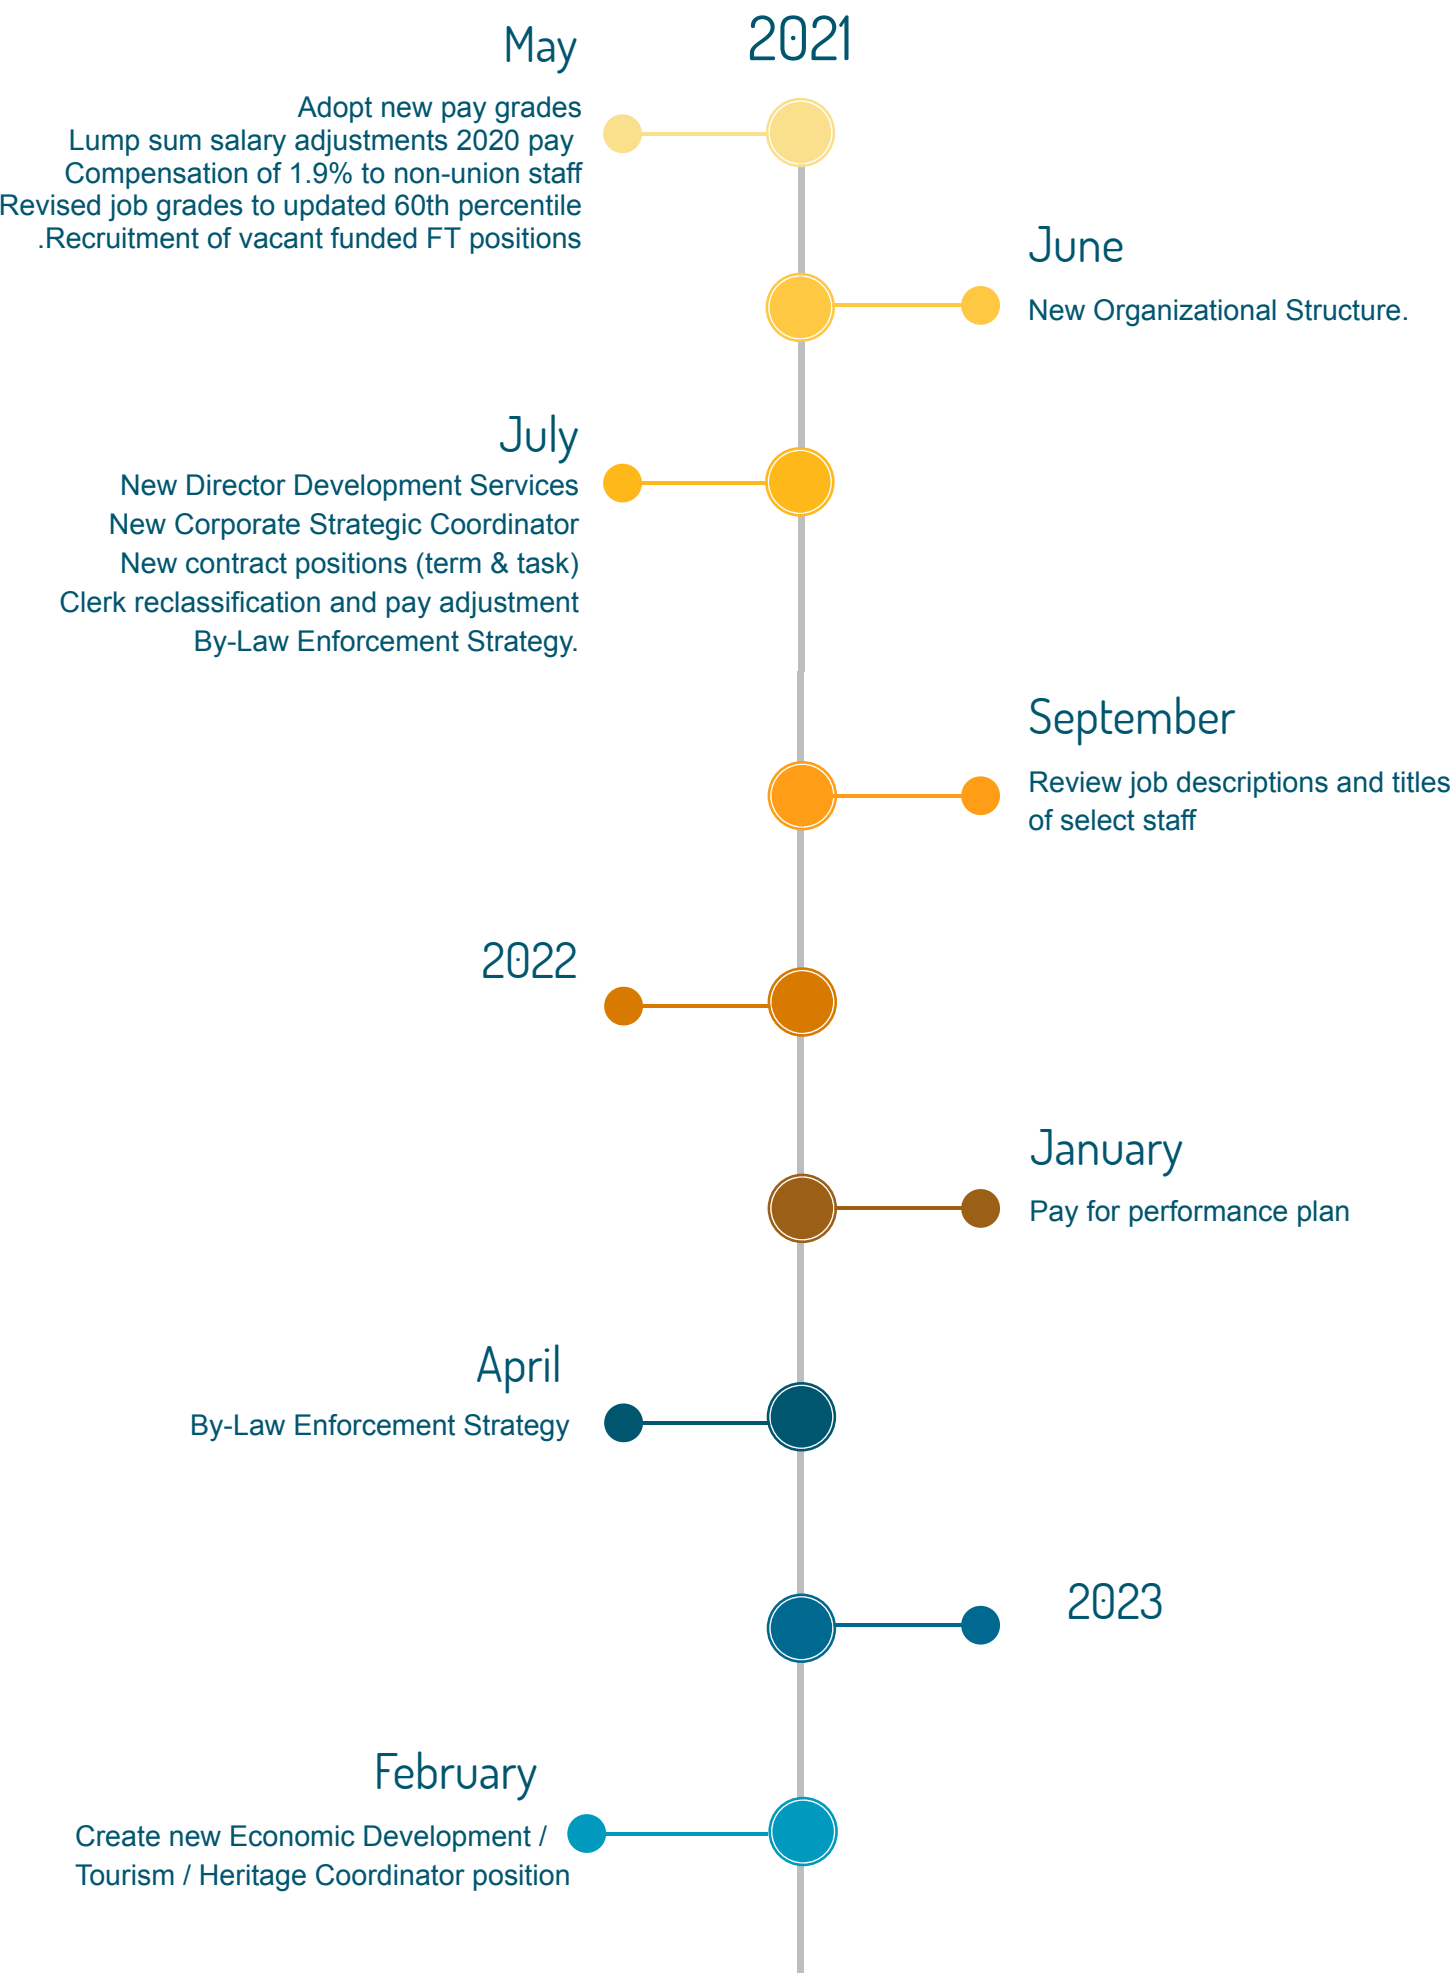 2021
May
Adopt new pay grades
Lump sum salary adjustments 2020 pay
Compensation of 1.9% to non-union staff
Revised job grades to updated 60th percentile
.Recruitment of vacant funded FT positions
June
New Organizational Structure.
July
New Director Development Services
New Corporate Strategic Coordinator
New contract positions (term & task)
Clerk reclassification and pay adjustment
By-Law Enforcement Strategy.
September
Review job descriptions and titles
of select staff
2022
January
Pay for performance plan
April
By-Law Enforcement Strategy
2023
February
Create new Economic Development /
Tourism / Heritage Coordinator position